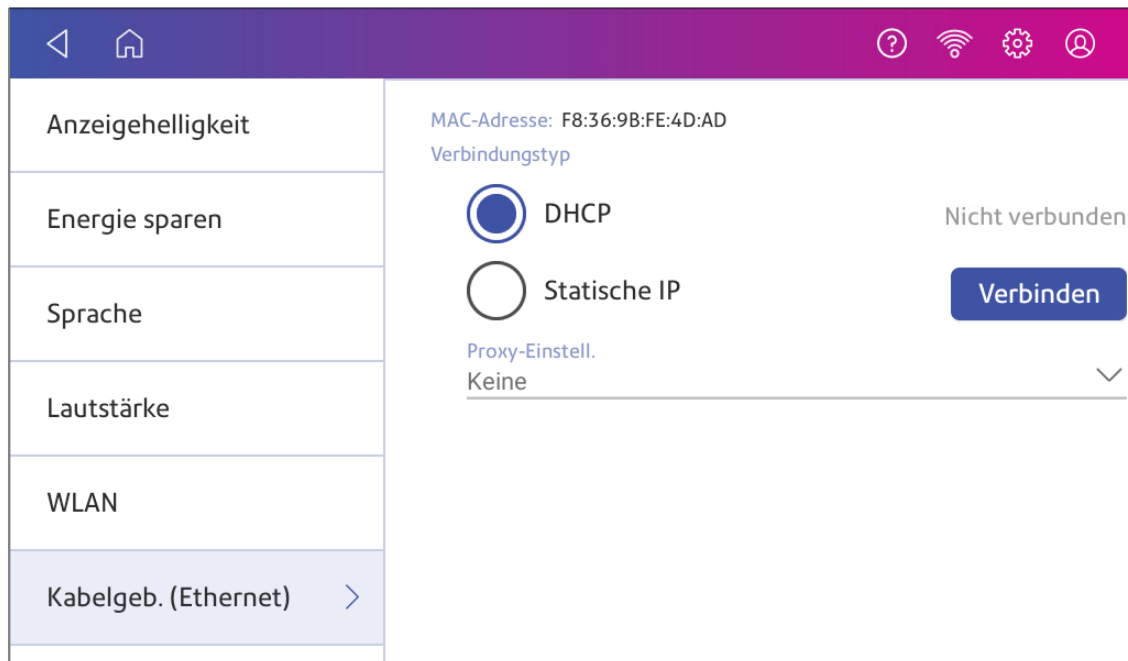 Anzeigehelligkeit
Energie sparen
Sprache
Lautstärke
WLAN
Kabelgeb. (Ethernet)
MAC-Adresse: F8:36:9B:FE:4D:AD
Verbindungstyp
DHCP
Nicht verbunden
Statische IP
Verbinden
Proxy-Einstell.
Keine